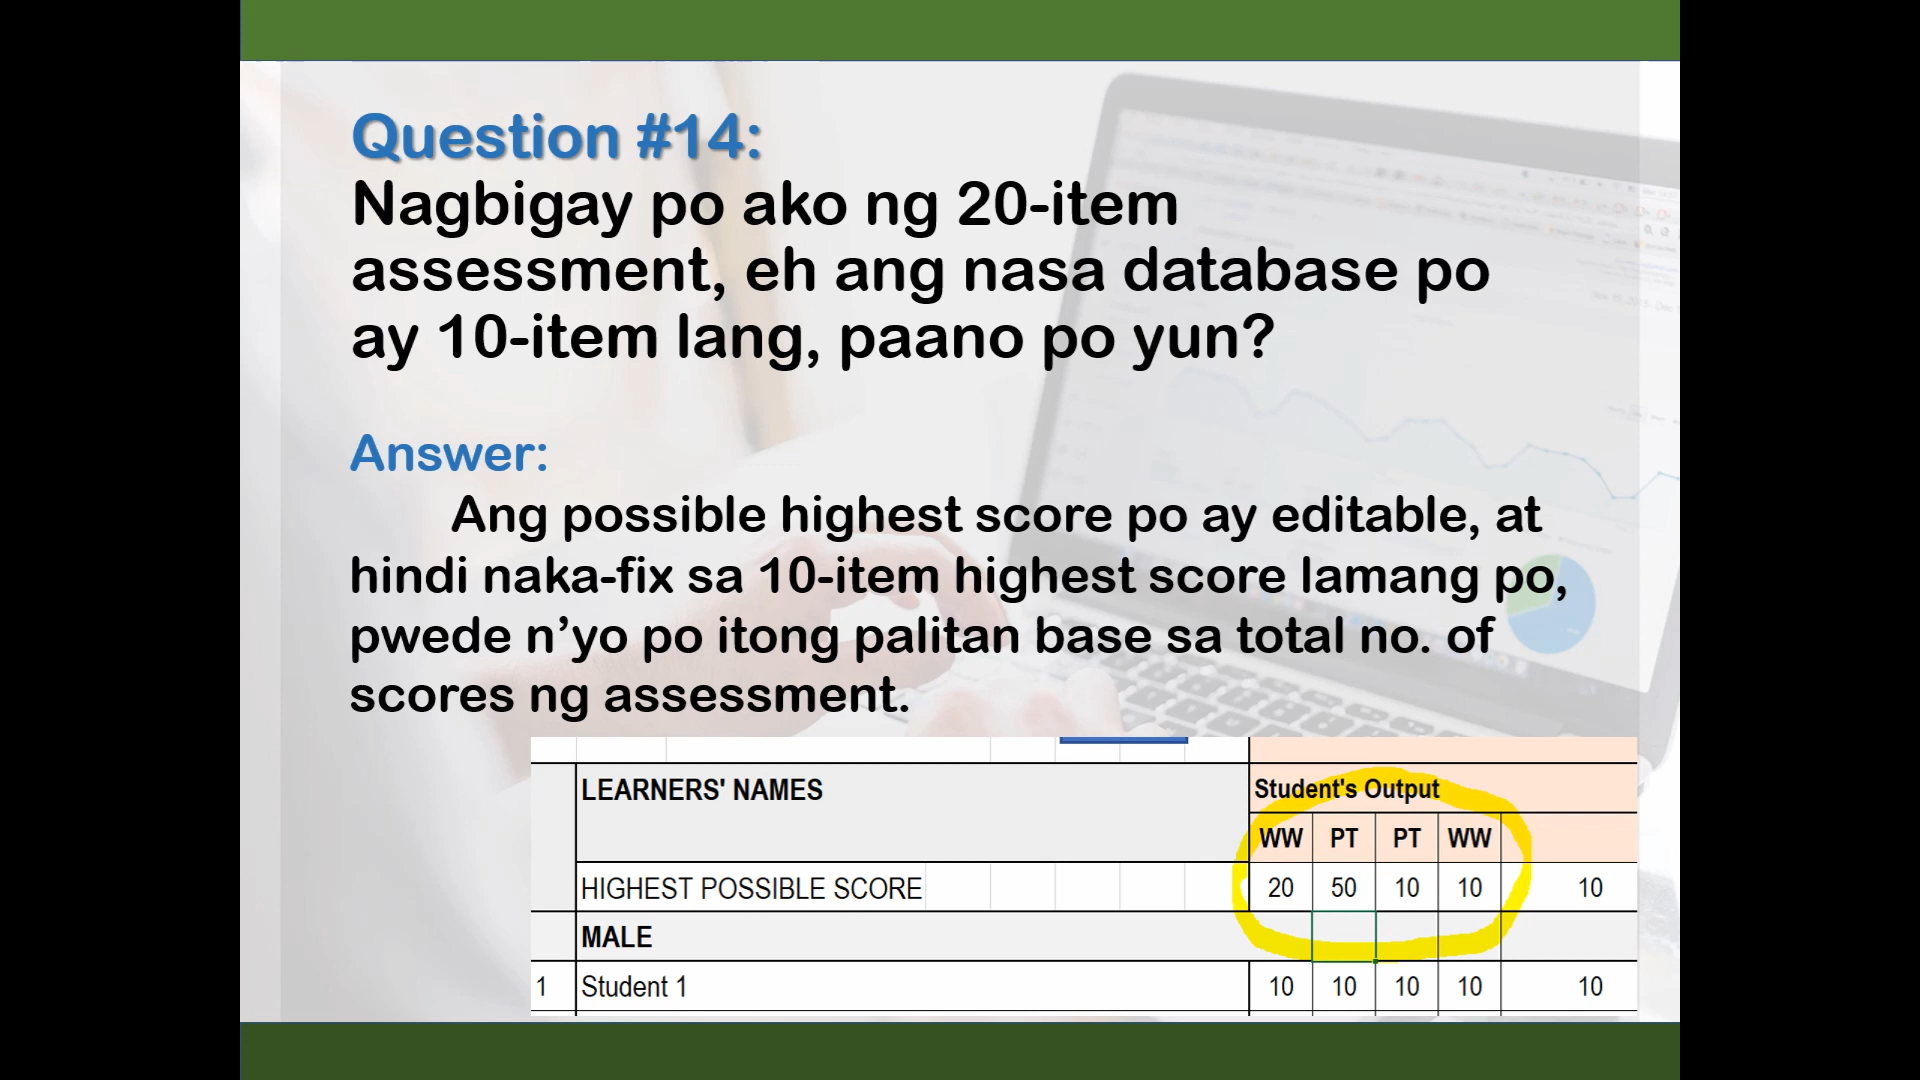 Question #14:
Nagbigay po ako ng 20-item
assessment, eh ang nasa database po
ay 10-item lang, paano po yun?
Answer:
Ang possible highest score po ay editable, at
hindi naka-fix sa 10-item highest score lamang po,
pwede n’yo po itong palitan base sa total no. of
scores ng assessment.
LEARNERS' NAMES Student's Output
WW PT PT WW
HIGHEST POSSIBLE SCORE 20 50 10 10 10
MALE
1 Student 1 10 10 10 10 10